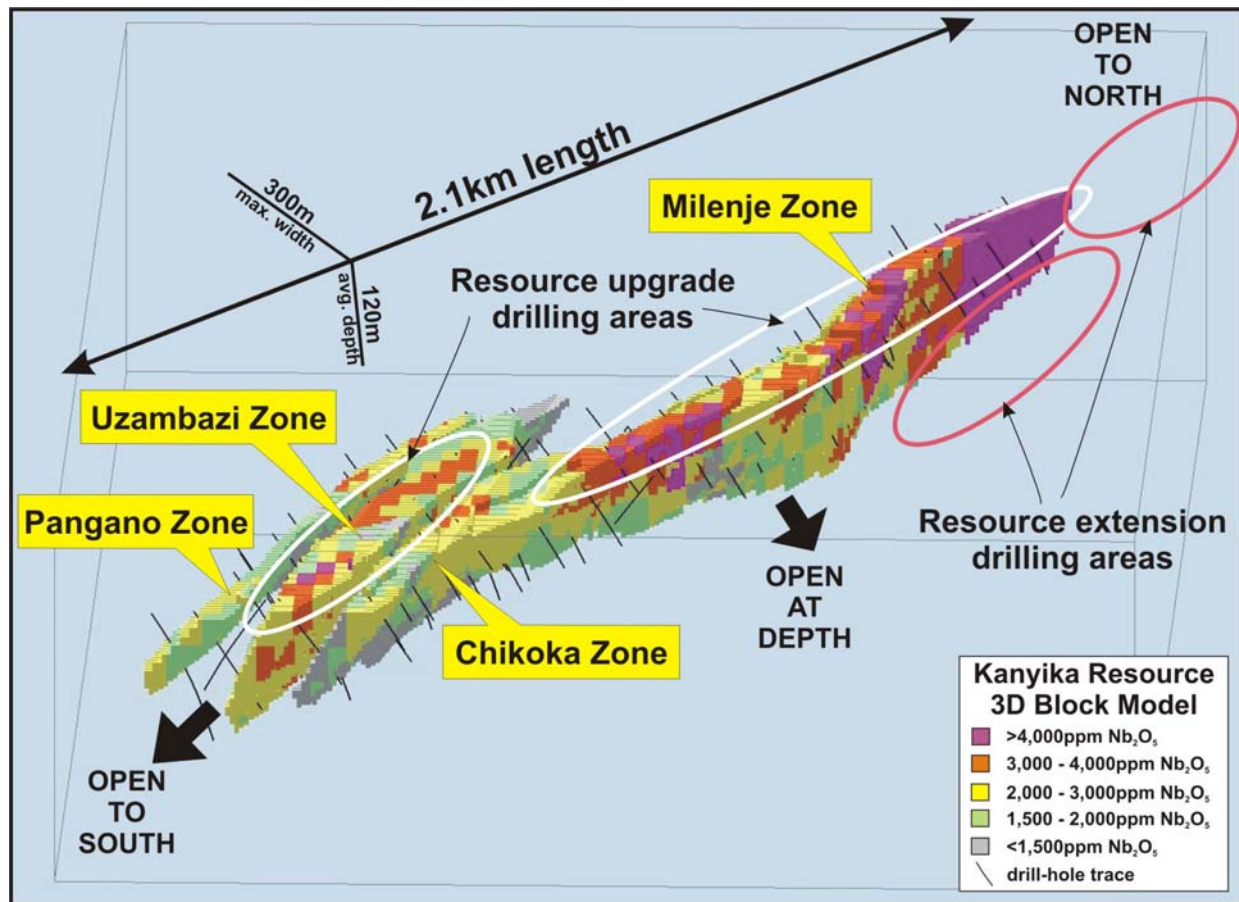 OPEN
TO
NORTH
2.1km length
300m
max. width
120m
avg. depth
Milenje Zone
Resource upgrade
drilling areas
Uzambazi Zone
Pangano Zone
Chikoka Zone
Resource extension
drilling areas
OPEN
AT
DEPTH
OPEN
TO
SOUTH
Kanyika Resource
3D Block Model
>4,000ppm Nb₂O₅
3,000 - 4,000ppm Nb₂O₅
2,000 - 3,000ppm Nb₂O₅
1,500 - 2,000ppm Nb₂O₅
<1,500ppm Nb₂O₅
drill-hole trace